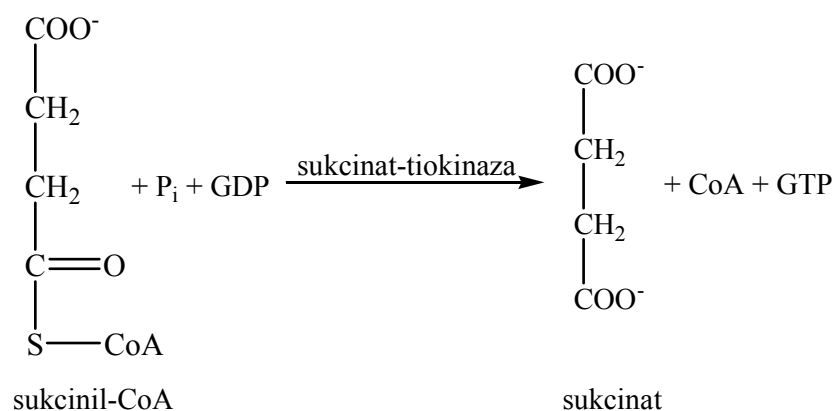 COO⁻
CH₂
CH₂
C=O
S—CoA
sukcinil-CoA
+ Pᵢ + GDP
sukcinat-tiokinaza
COO⁻
CH₂
CH₂
COO⁻
sukcinat
+ CoA + GTP